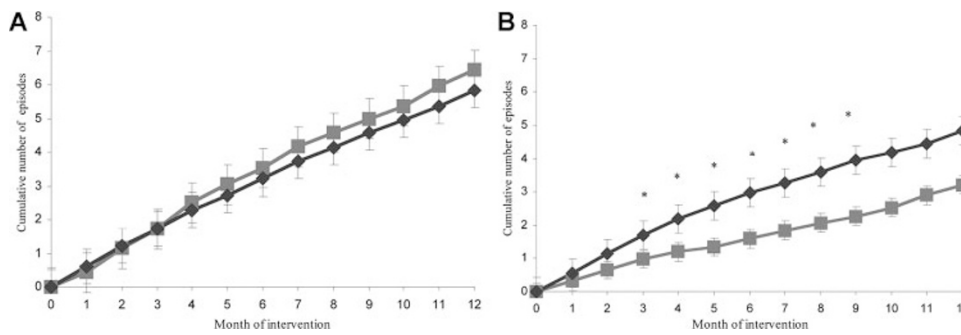 A
8
7
6
5
4
3
2
1
0
Cumulative number of episodes
0 1 2 3 4 5 6 7 8 9 10 11 12
Month of intervention
B
8
7
6
5
4
3
2
1
0
Cumulative number of episodes
* * * * * * *
0 1 2 3 4 5 6 7 8 9 10 11
Month of intervention